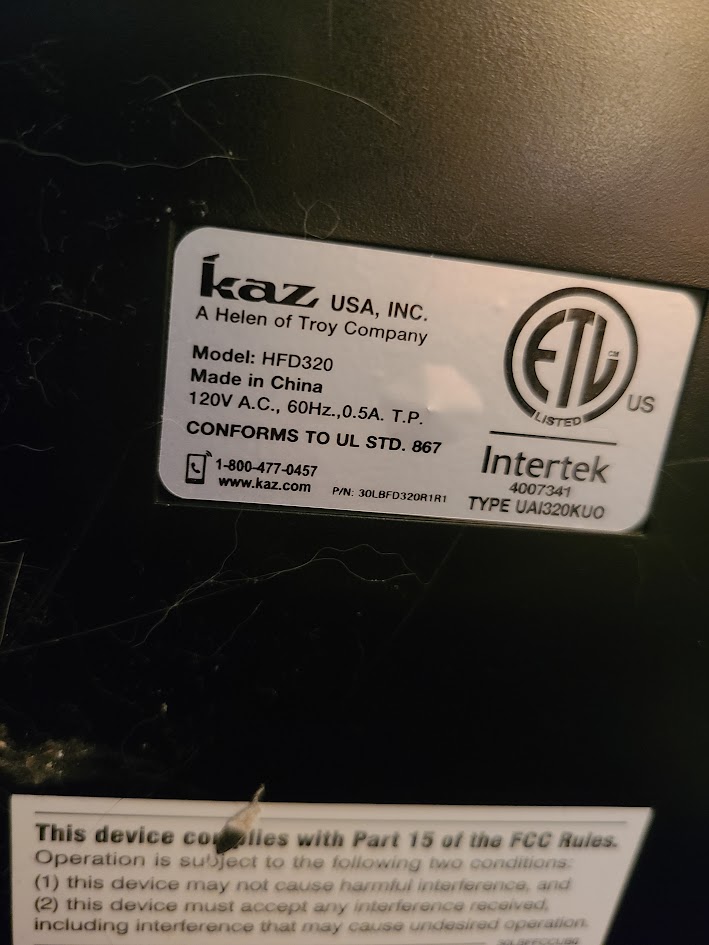 kaz USA, INC.
A Helen of Troy Company
Model: HFD320
Made in China
120V A.C., 60Hz.,0.5A. T.P.
CONFORMS TO UL STD. 867
1-800-477-0457
www.kaz.com
P/N: 30LBFD320R1R1
ETL CM
LISTED
US
Intertek
4007341
TYPE UAI320KUO
This device complies with Part 15 of the FCC Rules.
Operation is subject to the following two conditions:
(1) this device may not cause harmful interference, and
(2) this device must accept any interference received,
including interference that may cause undesired operation.